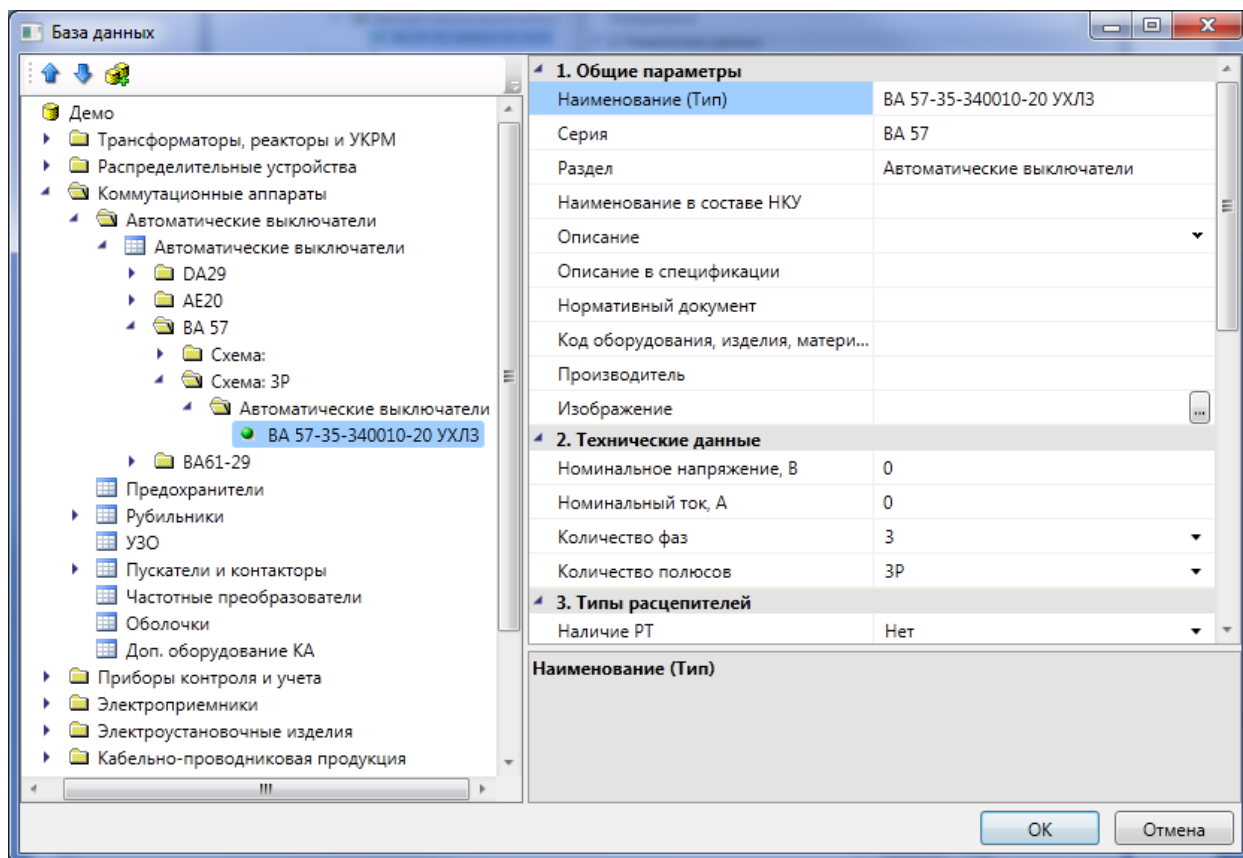 База данных
Демо
Трансформаторы, реакторы и УКРМ
Распределительные устройства
Коммутационные аппараты
Автоматические выключатели
Автоматические выключатели
DA29
AE20
ВА 57
Схема:
Схема: 3P
Автоматические выключатели
ВА 57-35-340010-20 УХЛ3
ВА61-29
Предохранители
Рубильники
УЗО
Пускатели и контакторы
Частотные преобразователи
Оболочки
Доп. оборудование КА
Приборы контроля и учета
Электроприемники
Электроустановочные изделия
Кабельно-проводниковая продукция
1. Общие параметры
Наименование (Тип) ВА 57-35-340010-20 УХЛ3
Серия ВА 57
Раздел Автоматические выключатели
Наименование в составе НКУ
Описание
Описание в спецификации
Нормативный документ
Код оборудования, изделия, матери...
Производитель
Изображение ...
2. Технические данные
Номинальное напряжение, В 0
Номинальный ток, А 0
Количество фаз 3
Количество полюсов 3P
3. Типы расцепителей
Наличие РТ Нет
Наименование (Тип)
ОК Отмена